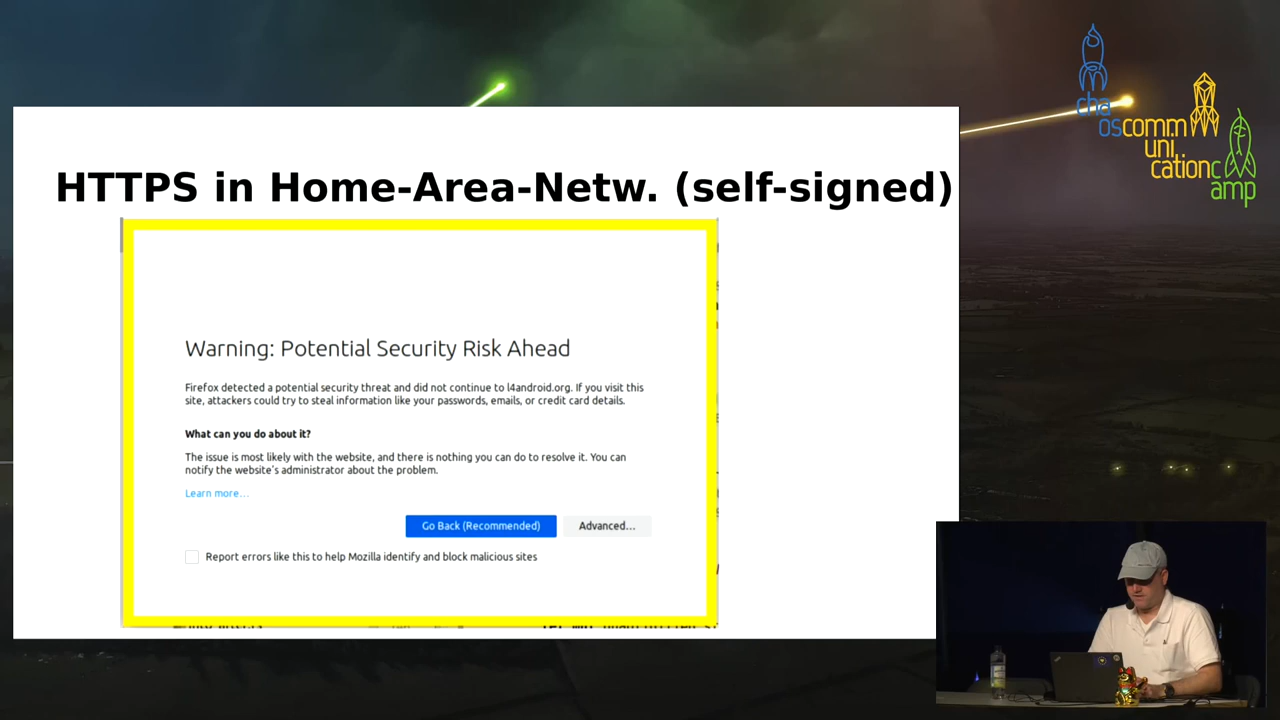 HTTPS in Home-Area-Netw. (self-signed)
Warning: Potential Security Risk Ahead
Firefox detected a potential security threat and did not continue to l4android.org. If you visit this
site, attackers could try to steal information like your passwords, emails, or credit card details.
What can you do about it?
The issue is most likely with the website, and there is nothing you can do to resolve it. You can
notify the website's administrator about the problem.
Learn more...
Go Back (Recommended)
Advanced...
Report errors like this to help Mozilla identify and block malicious sites
cha
oscomm
uni
cationc
amp